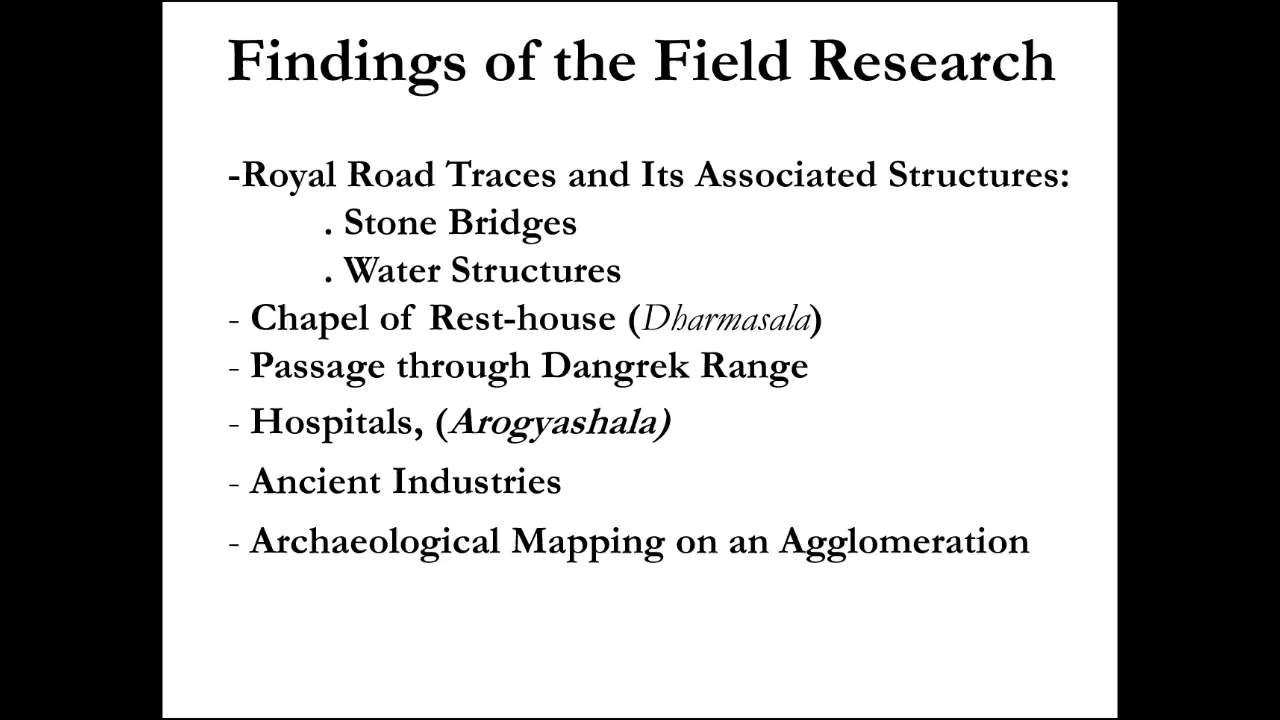 Findings of the Field Research
-Royal Road Traces and Its Associated Structures:
. Stone Bridges
. Water Structures
- Chapel of Rest-house (Dharmasala)
- Passage through Dangrek Range
- Hospitals, (Arogyashala)
- Ancient Industries
- Archaeological Mapping on an Agglomeration